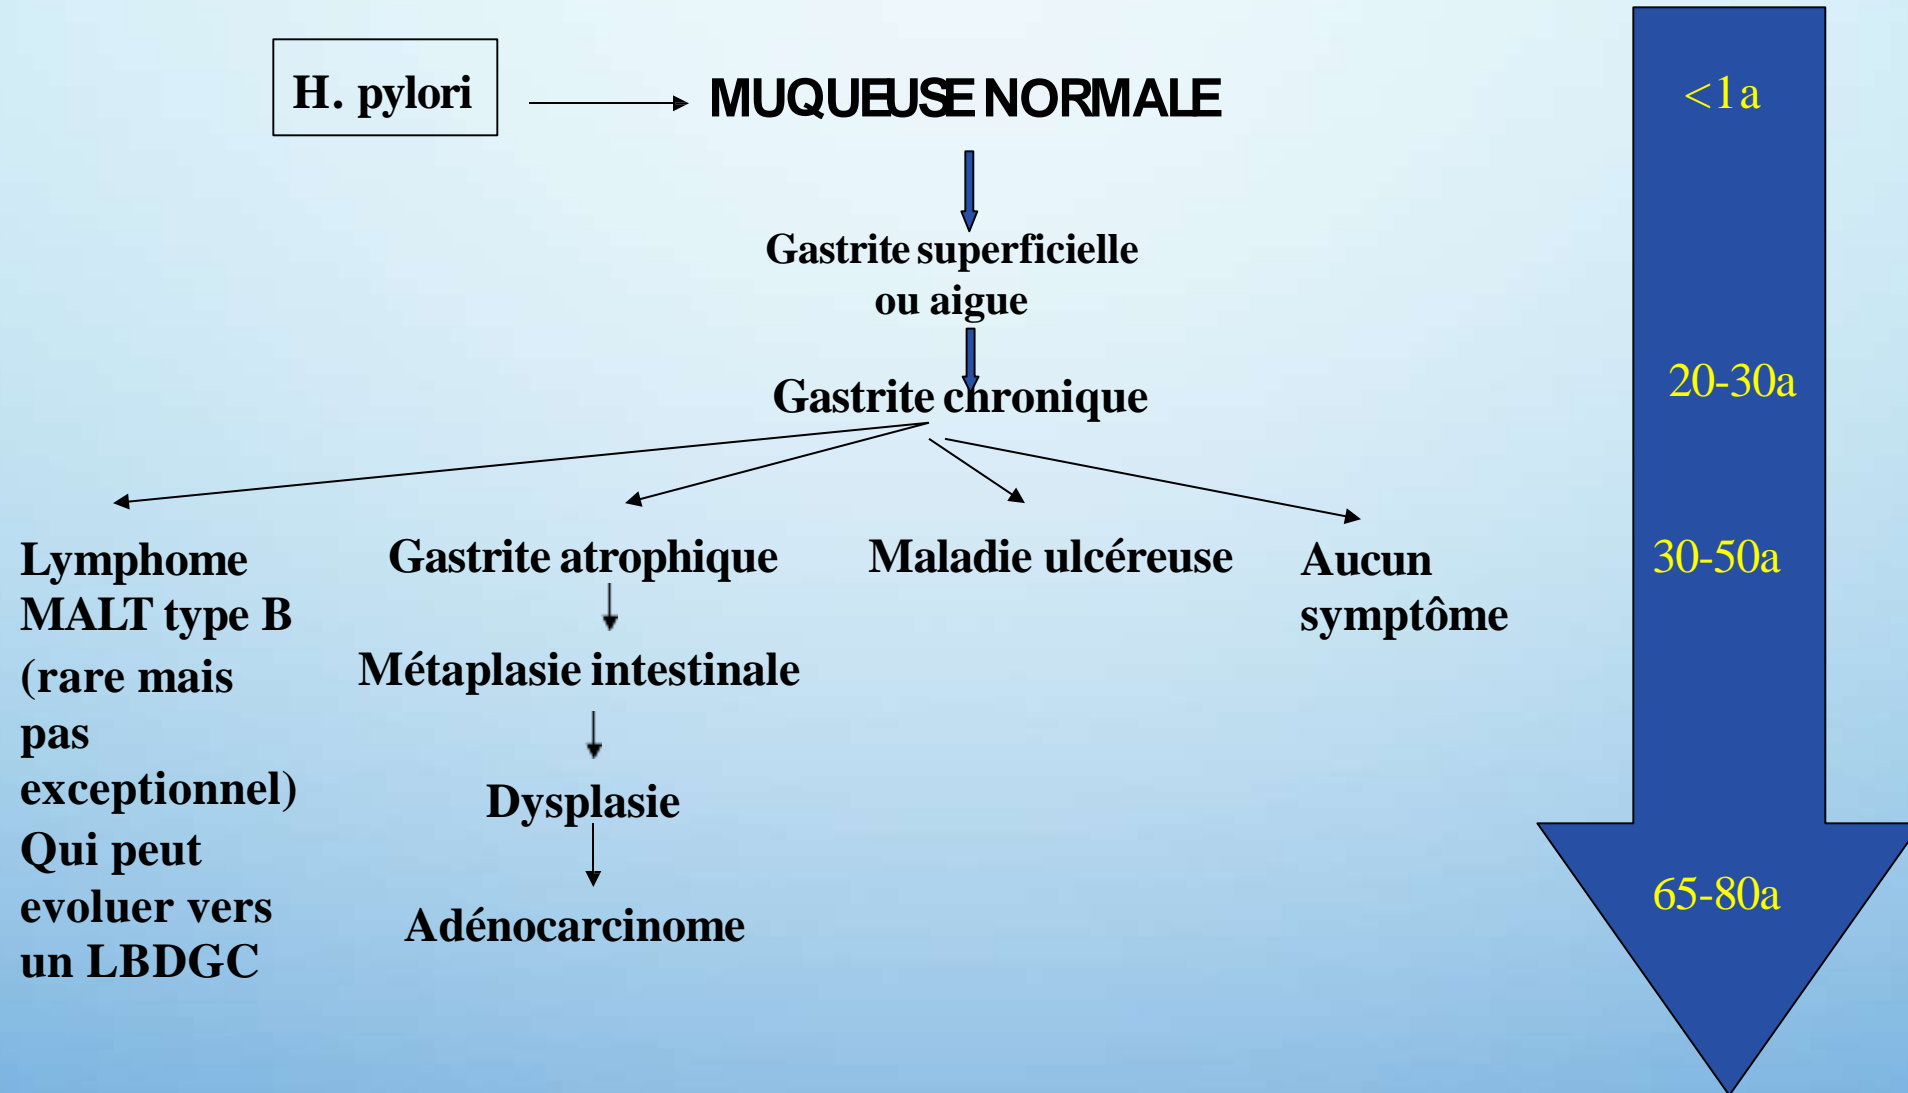 H. pylori
MUQUEUSE NORMALE
<1a
Gastrite superficielle
ou aigue
Gastrite chronique
20-30a
Lymphome
MALT type B
(rare mais
pas
exceptionnel)
Qui peut
evoluer vers
un LBDGC
Gastrite atrophique
Métaplasie intestinale
Dysplasie
Adénocarcinome
Maladie ulcéreuse
Aucun
symptôme
30-50a
65-80a